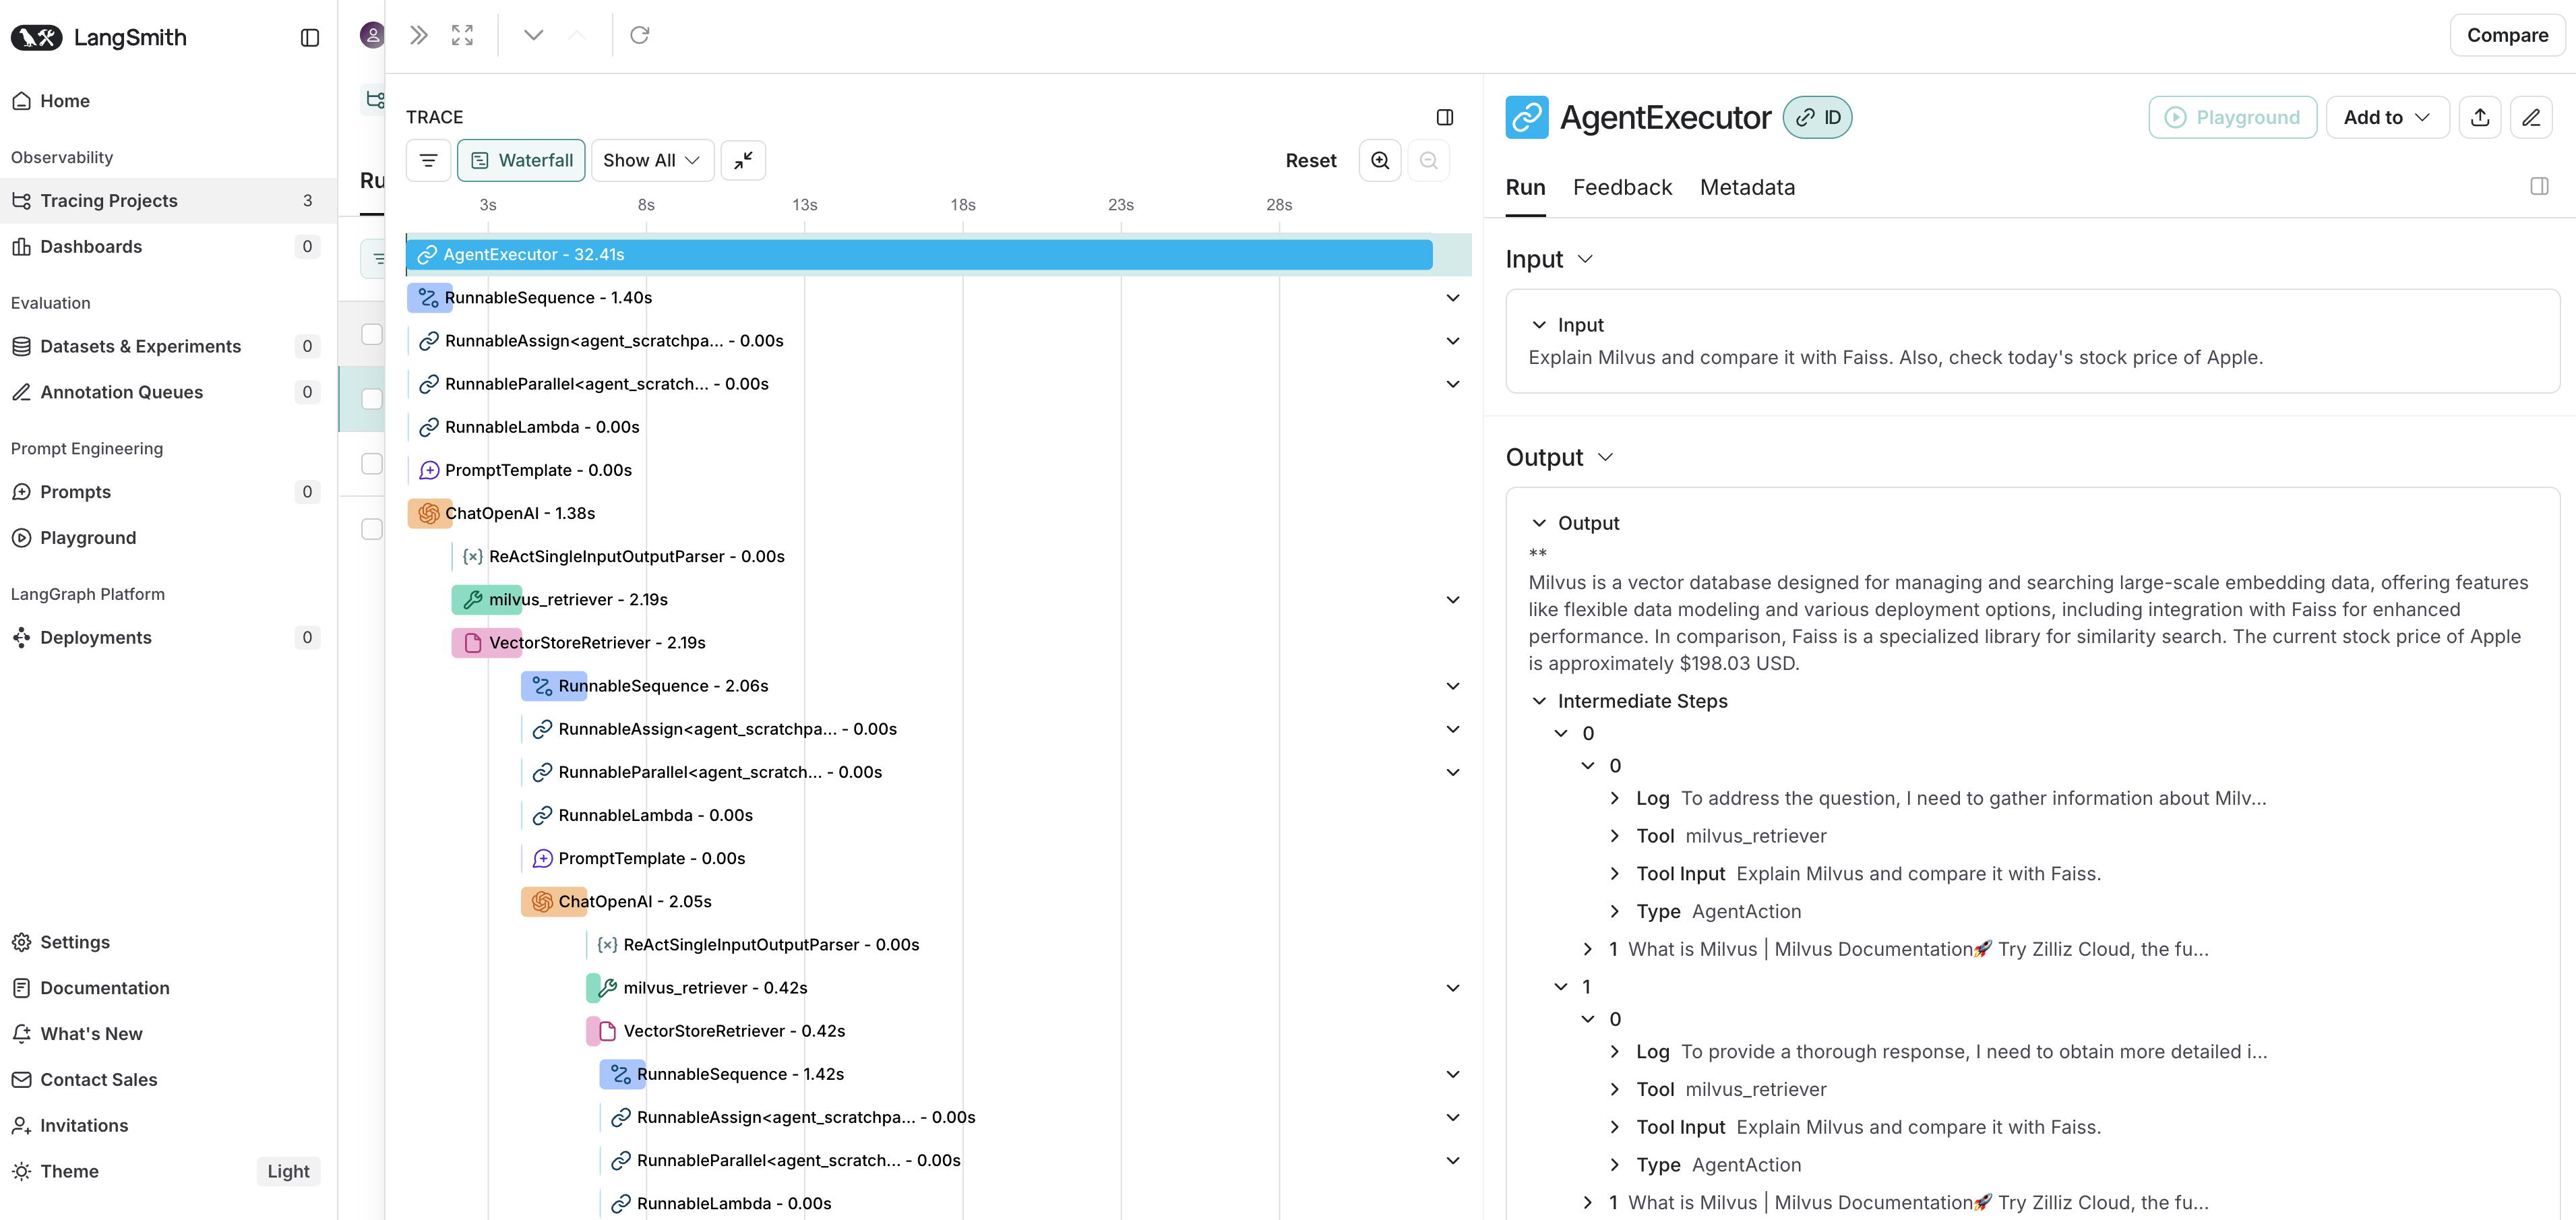 LangSmith
Home
Observability
Tracing Projects 3
Dashboards 0
Evaluation
Datasets & Experiments 0
Annotation Queues 0
Prompt Engineering
Prompts 0
Playground
LangGraph Platform
Deployments 0
Settings
Documentation
What's New
Contact Sales
Invitations
Theme Light
Ru
Compare
TRACE
Waterfall Show All Reset
3s 8s 13s 18s 23s 28s
AgentExecutor - 32.41s
RunnableSequence - 1.40s
RunnableAssign<agent_scratchpa... - 0.00s
RunnableParallel<agent_scratch... - 0.00s
RunnableLambda - 0.00s
PromptTemplate - 0.00s
ChatOpenAI - 1.38s
ReActSingleInputOutputParser - 0.00s
milvus_retriever - 2.19s
VectorStoreRetriever - 2.19s
RunnableSequence - 2.06s
RunnableAssign<agent_scratchpa... - 0.00s
RunnableParallel<agent_scratch... - 0.00s
RunnableLambda - 0.00s
PromptTemplate - 0.00s
ChatOpenAI - 2.05s
ReActSingleInputOutputParser - 0.00s
milvus_retriever - 0.42s
VectorStoreRetriever - 0.42s
RunnableSequence - 1.42s
RunnableAssign<agent_scratchpa... - 0.00s
RunnableParallel<agent_scratch... - 0.00s
RunnableLambda - 0.00s
AgentExecutor ID
Playground Add to
Run Feedback Metadata
Input
Input
Explain Milvus and compare it with Faiss. Also, check today's stock price of Apple.
Output
Output
**
Milvus is a vector database designed for managing and searching large-scale embedding data, offering features
like flexible data modeling and various deployment options, including integration with Faiss for enhanced
performance. In comparison, Faiss is a specialized library for similarity search. The current stock price of Apple
is approximately $198.03 USD.
Intermediate Steps
0
0
Log To address the question, I need to gather information about Milv...
Tool milvus_retriever
Tool Input Explain Milvus and compare it with Faiss.
Type AgentAction
1 What is Milvus | Milvus Documentation🚀 Try Zilliz Cloud, the fu...
1
0
Log To provide a thorough response, I need to obtain more detailed i...
Tool milvus_retriever
Tool Input Explain Milvus and compare it with Faiss.
Type AgentAction
1 What is Milvus | Milvus Documentation🚀 Try Zilliz Cloud, the fu...